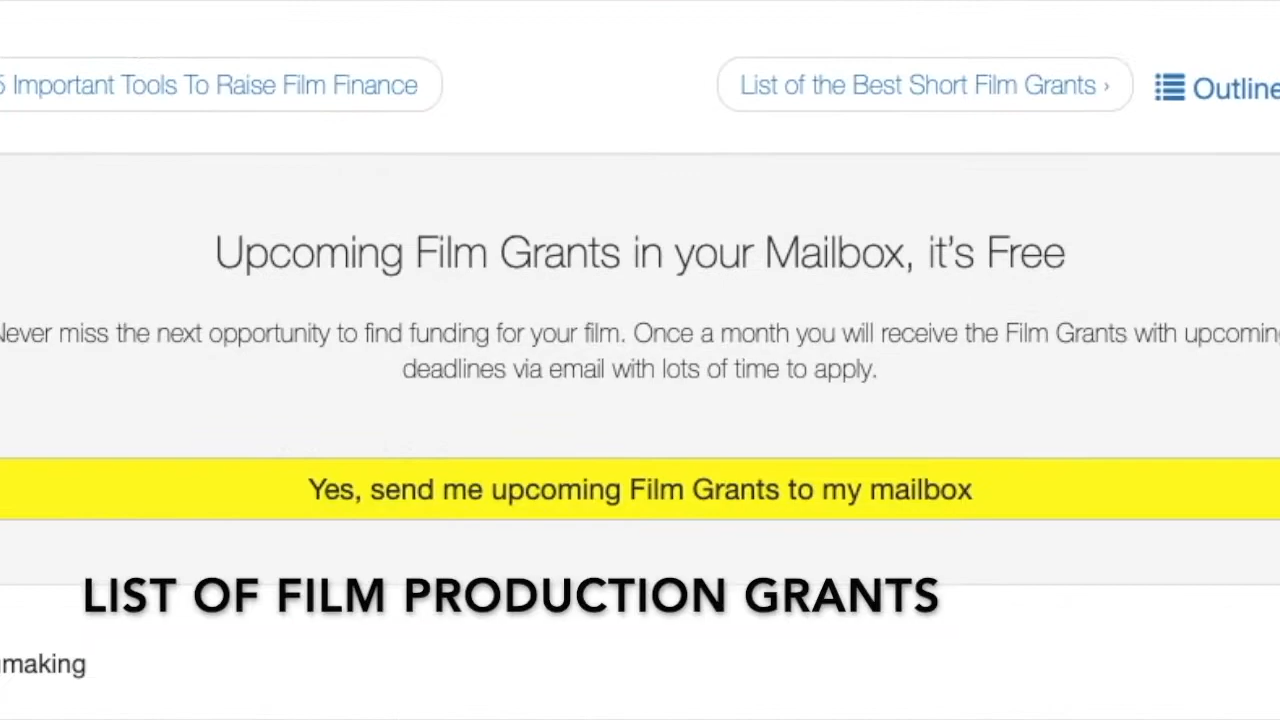 5 Important Tools To Raise Film Finance
List of the Best Short Film Grants ›
Outline
Upcoming Film Grants in your Mailbox, it's Free
Never miss the next opportunity to find funding for your film. Once a month you will receive the Film Grants with upcoming
deadlines via email with lots of time to apply.
Yes, send me upcoming Film Grants to my mailbox
LIST OF FILM PRODUCTION GRANTS
making